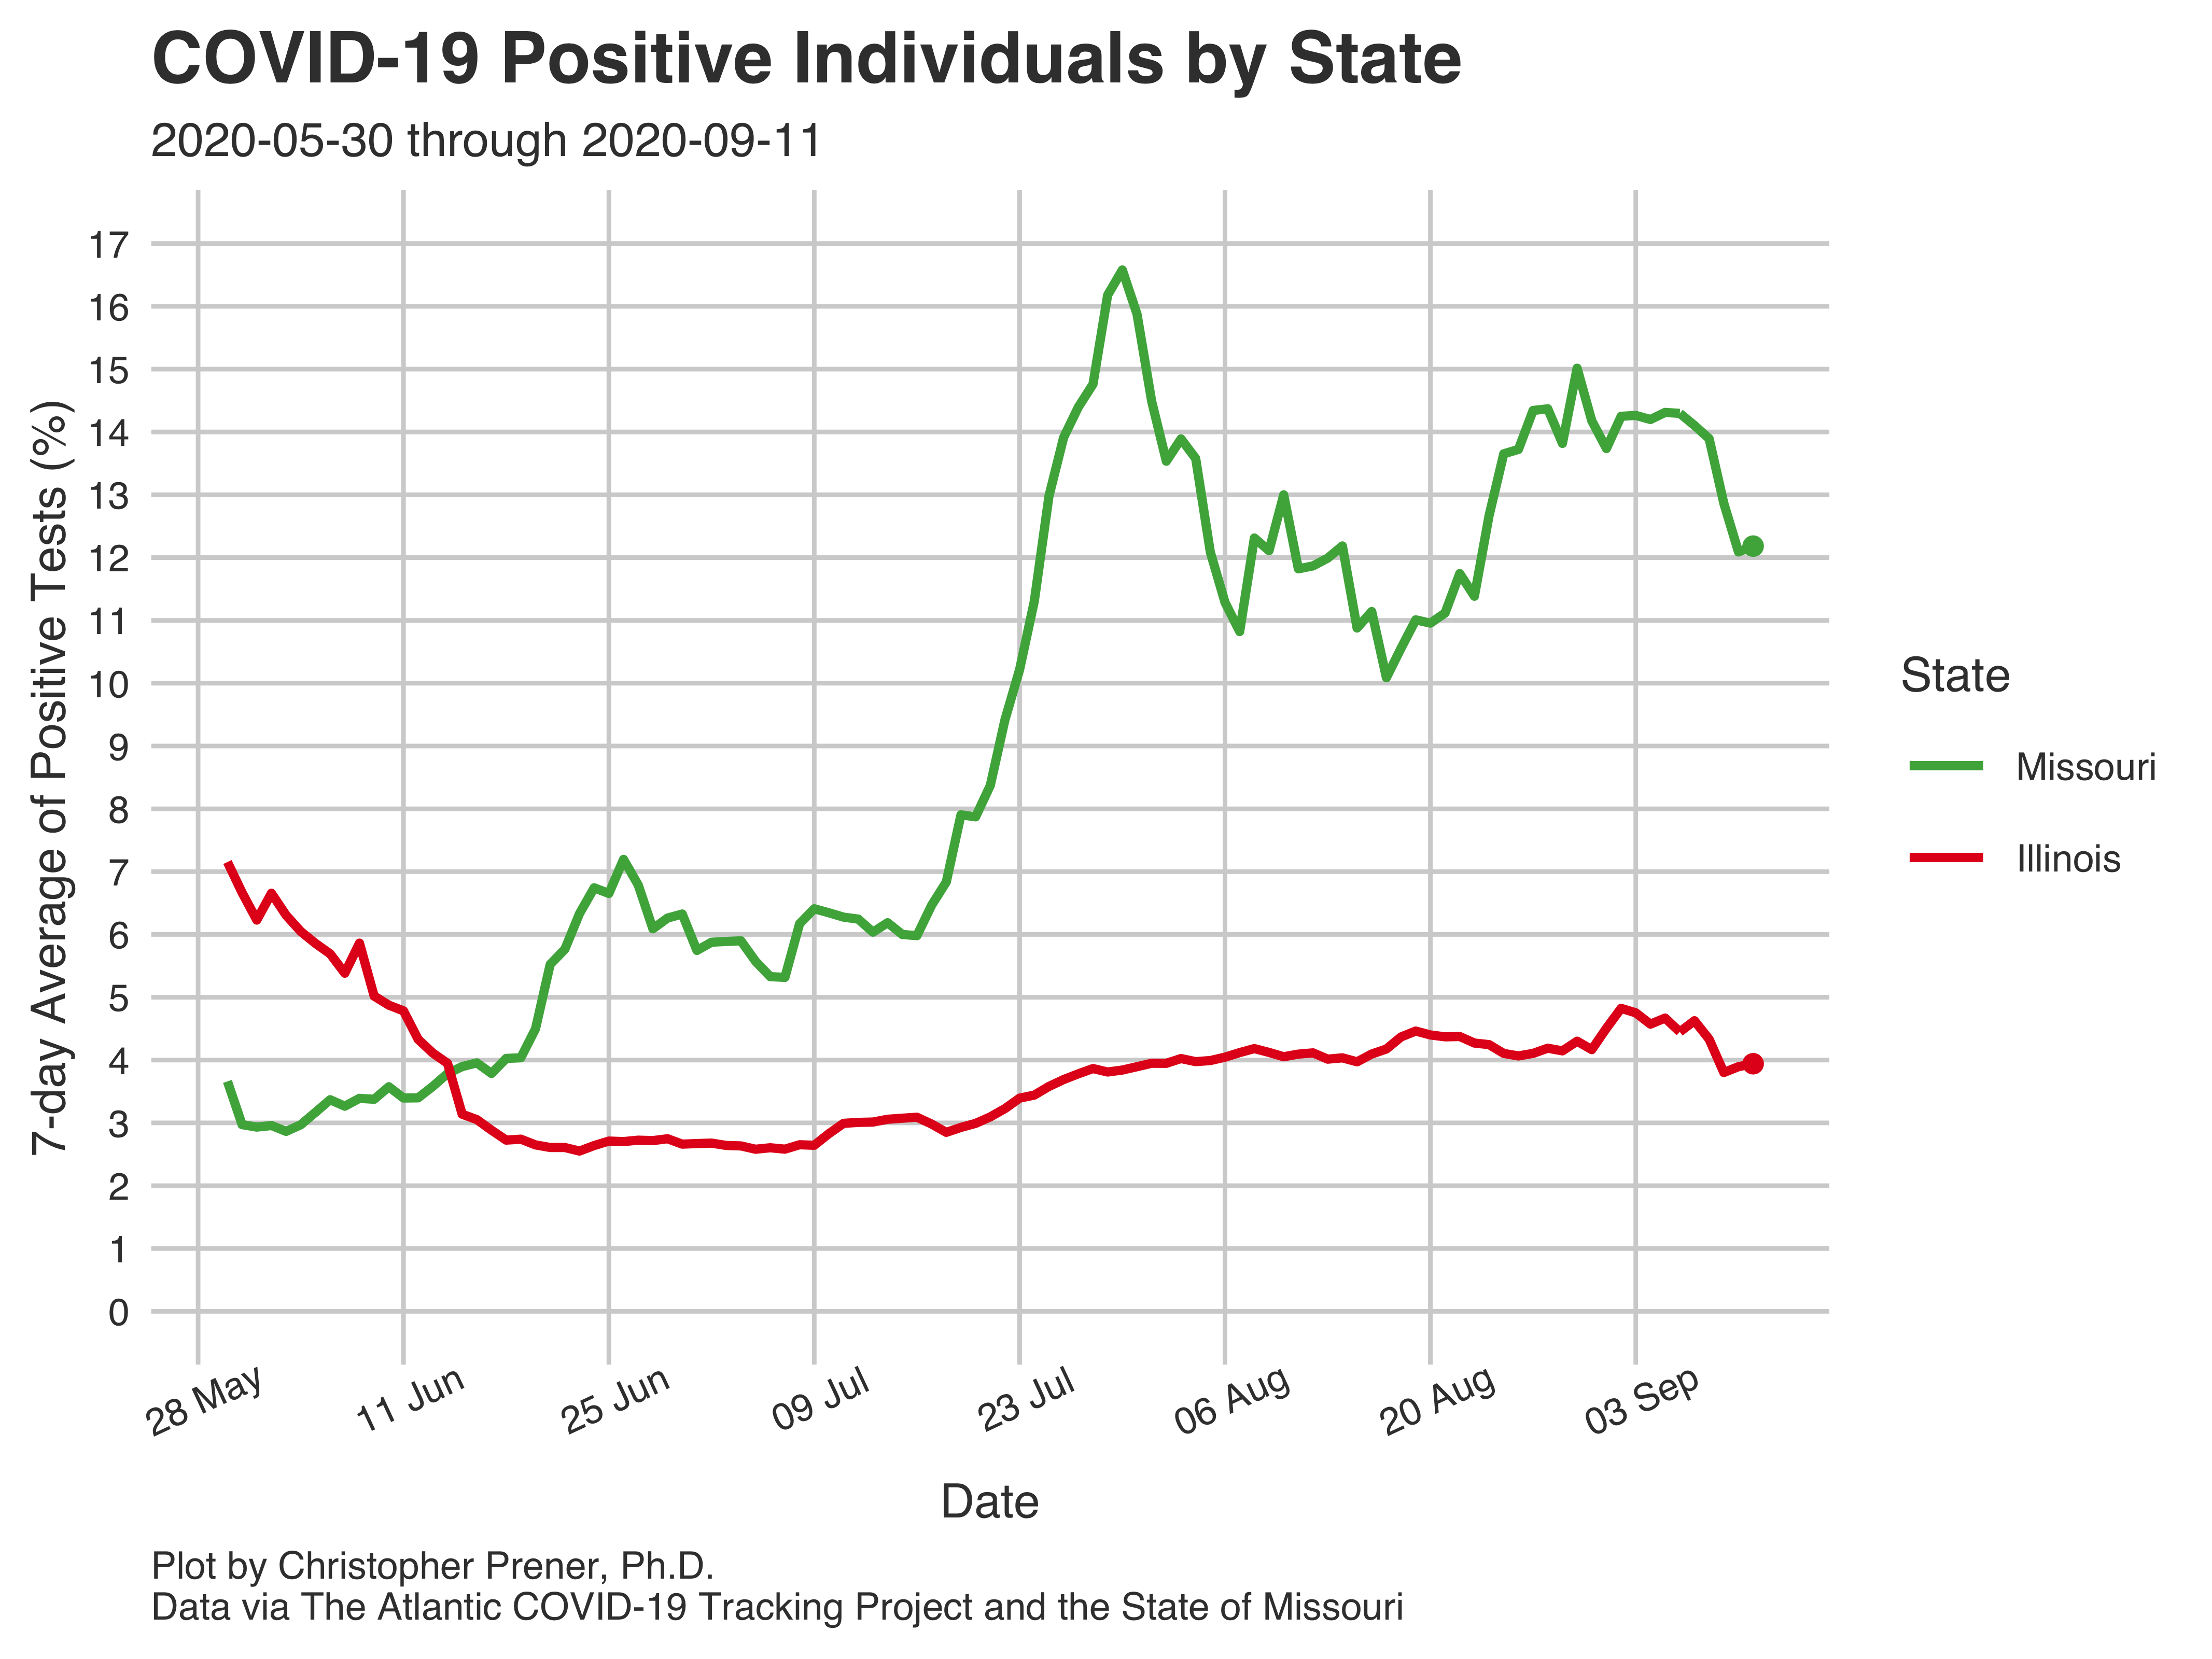 COVID-19 Positive Individuals by State
2020-05-30 through 2020-09-11
7-day Average of Positive Tests (%)
17
16
15
14
13
12
11
10
9
8
7
6
5
4
3
2
1
0
28 May
11 Jun
25 Jun
09 Jul
23 Jul
06 Aug
20 Aug
03 Sep
Date
State
Missouri
Illinois
Plot by Christopher Prener, Ph.D.
Data via The Atlantic COVID-19 Tracking Project and the State of Missouri